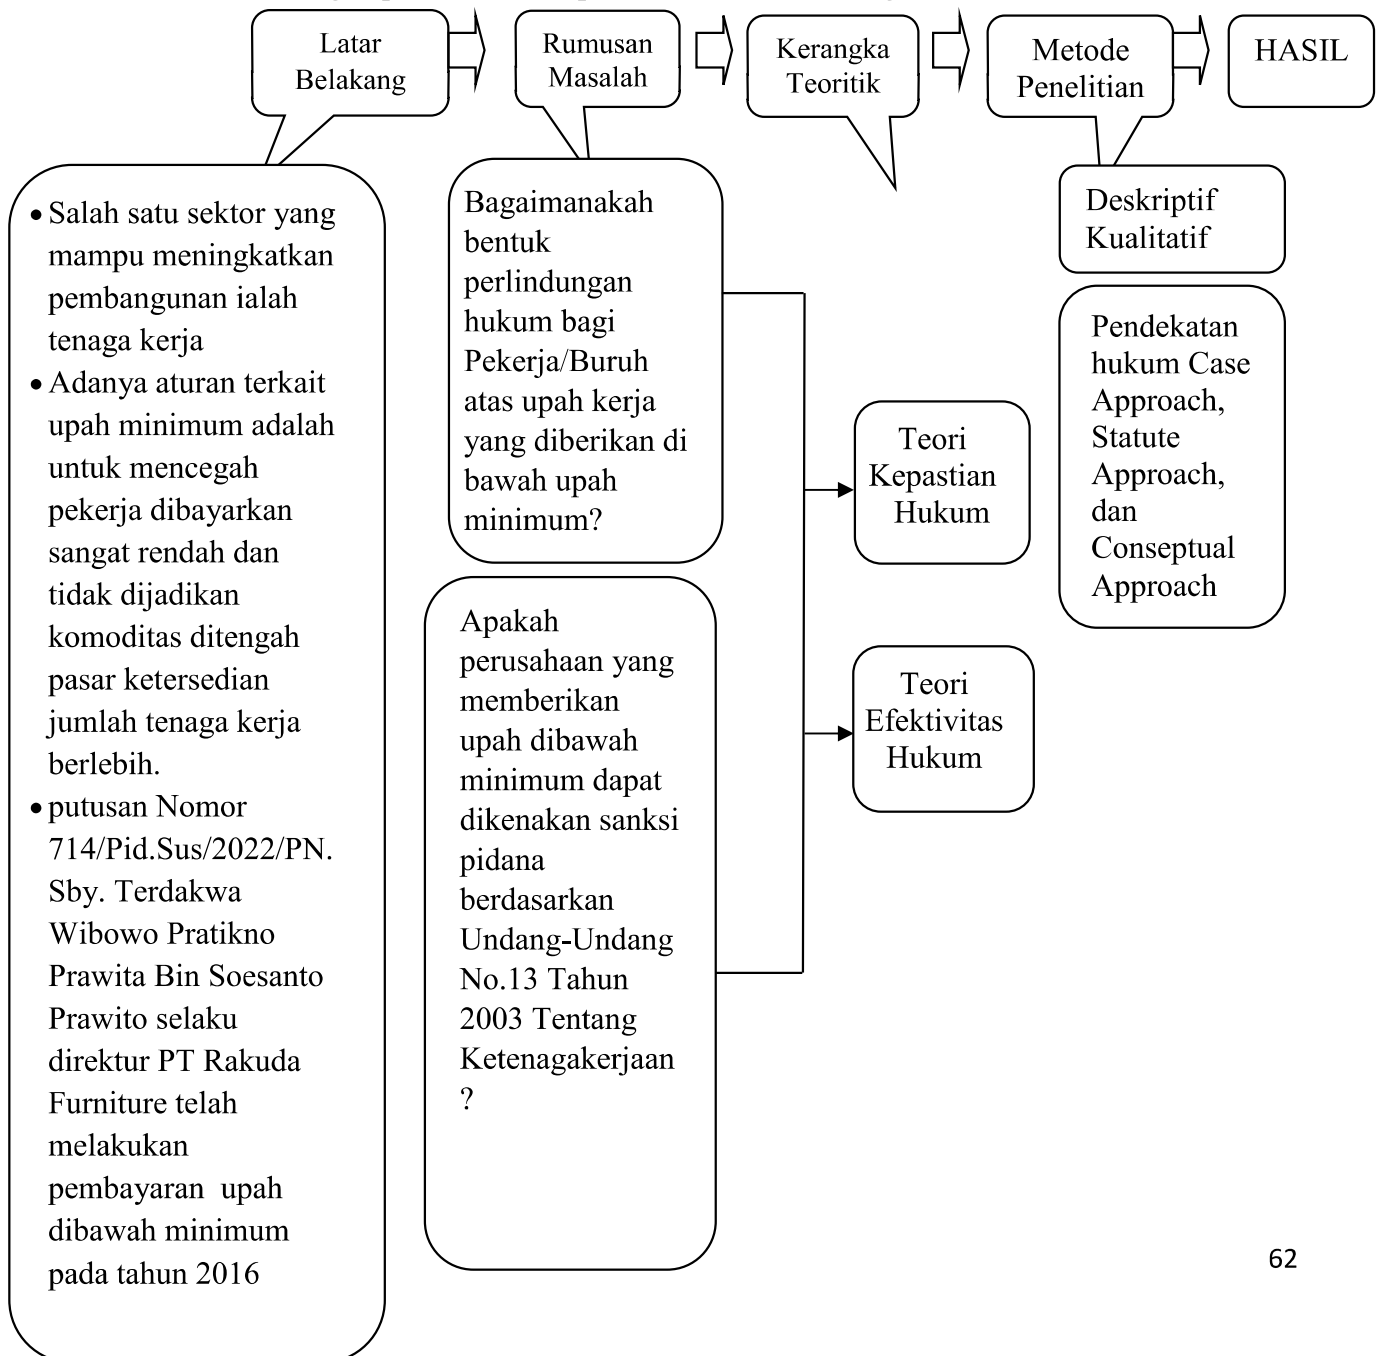 Latar
Belakang
Rumusan
Masalah
Kerangka
Teoritik
Metode
Penelitian
HASIL
• Salah satu sektor yang
mampu meningkatkan
pembangunan ialah
tenaga kerja
• Adanya aturan terkait
upah minimum adalah
untuk mencegah
pekerja dibayarkan
sangat rendah dan
tidak dijadikan
komoditas ditengah
pasar ketersedian
jumlah tenaga kerja
berlebih.
• putusan Nomor
714/Pid.Sus/2022/PN.
Sby. Terdakwa
Wibowo Pratikno
Prawita Bin Soesanto
Prawito selaku
direktur PT Rakuda
Furniture telah
melakukan
pembayaran upah
dibawah minimum
pada tahun 2016
Bagaimanakah
bentuk
perlindungan
hukum bagi
Pekerja/Buruh
atas upah kerja
yang diberikan di
bawah upah
minimum?
Apakah
perusahaan yang
memberikan
upah dibawah
minimum dapat
dikenakan sanksi
pidana
berdasarkan
Undang-Undang
No.13 Tahun
2003 Tentang
Ketenagakerjaan
?
Teori
Kepastian
Hukum
Teori
Efektivitas
Hukum
Deskriptif
Kualitatif
Pendekatan
hukum Case
Approach,
Statute
Approach,
dan
Conseptual
Approach
62